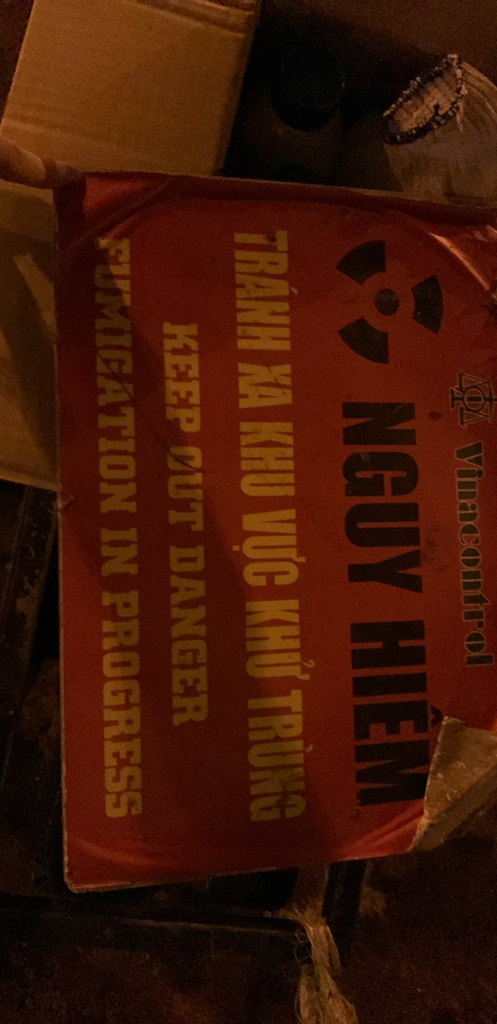 Vinacontrol
NGUY HIỂM
TRÁNH XA KHU VỰC KHỬ TRÙNG
KEEP OUT DANGER
FUMIGATION IN PROGRESS